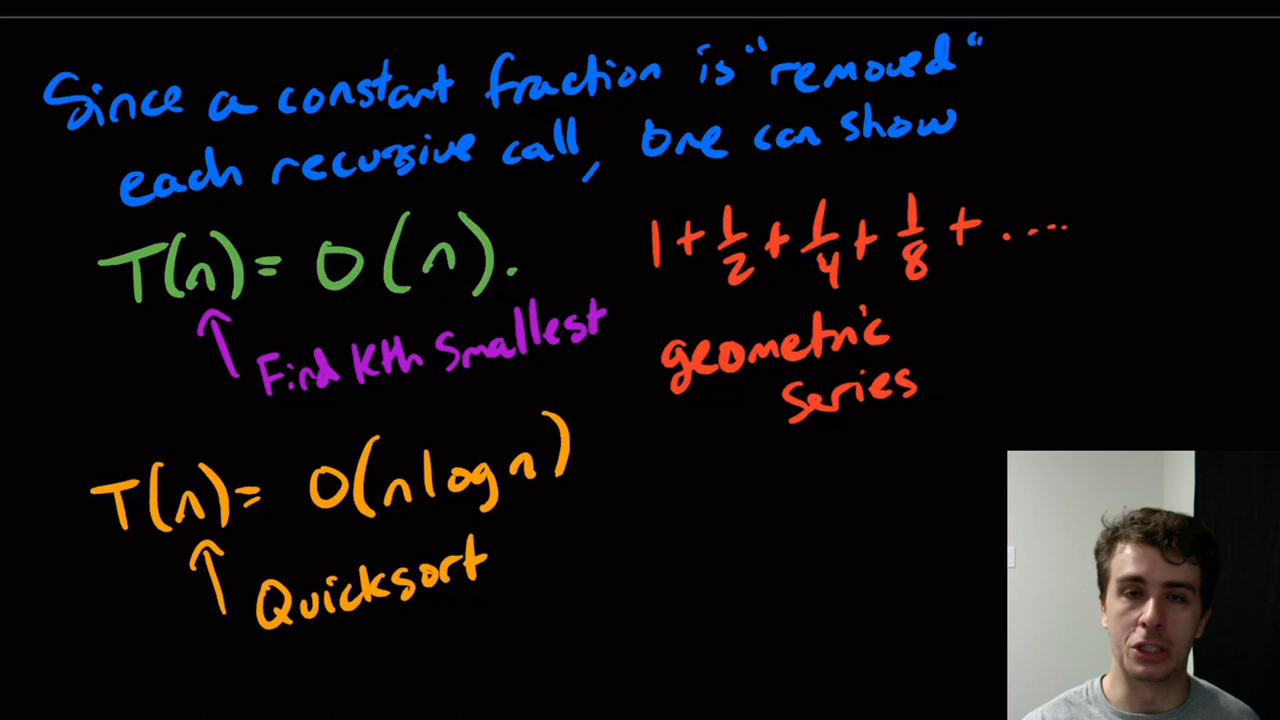 Since a constant fraction is "removed"
each recursive call, one can show
T(n) = O(n).
Find Kth Smallest
1 + 1/2 + 1/4 + 1/8 + ....
geometric
series
T(n) = O(n log n)
Quicksort